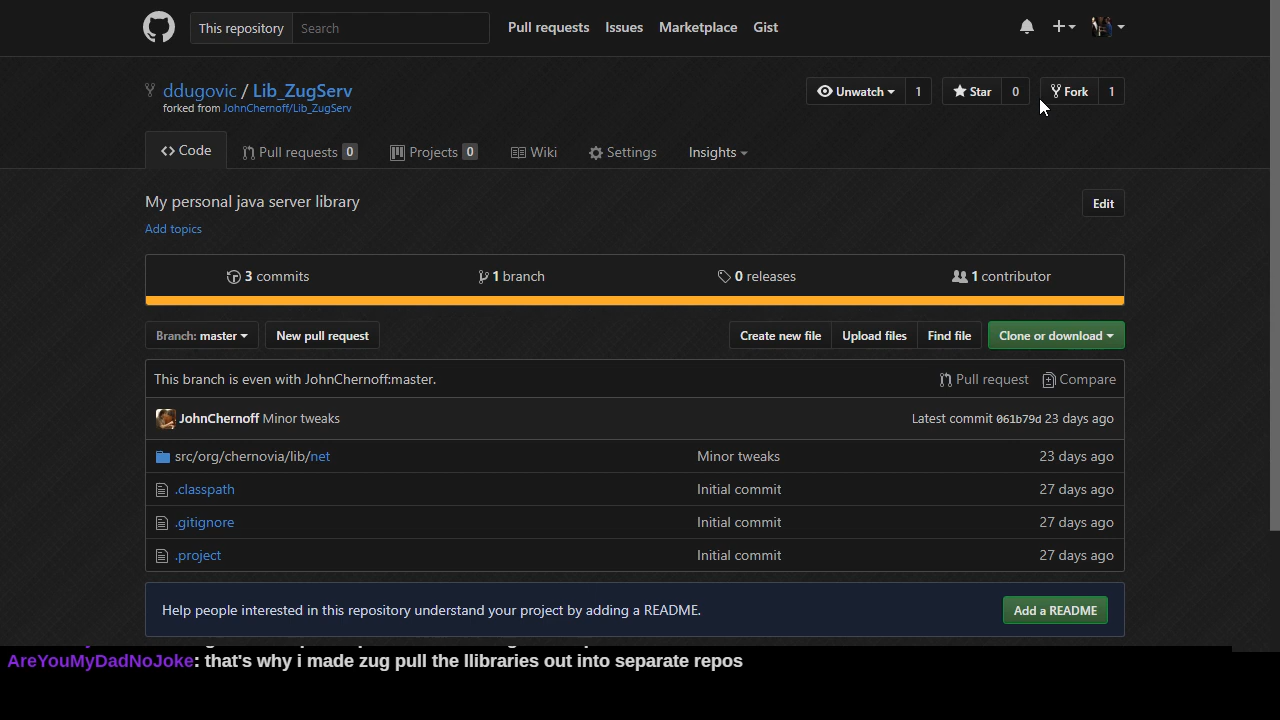 This repository Search Pull requests Issues Marketplace Gist
ddugovic / Lib_ZugServ Unwatch 1 Star 0 Fork 1
forked from JohnChernoff/Lib_ZugServ
Code Pull requests 0 Projects 0 Wiki Settings Insights
My personal java server library Edit
Add topics
3 commits 1 branch 0 releases 1 contributor
Branch: master New pull request Create new file Upload files Find file Clone or download
This branch is even with JohnChernoff:master. Pull request Compare
JohnChernoff Minor tweaks Latest commit 061b79d 23 days ago
src/org/chernovia/lib/net Minor tweaks 23 days ago
.classpath Initial commit 27 days ago
.gitignore Initial commit 27 days ago
.project Initial commit 27 days ago
Help people interested in this repository understand your project by adding a README. Add a README
AreYouMyDadNoJoke: that's why i made zug pull the llibraries out into separate repos